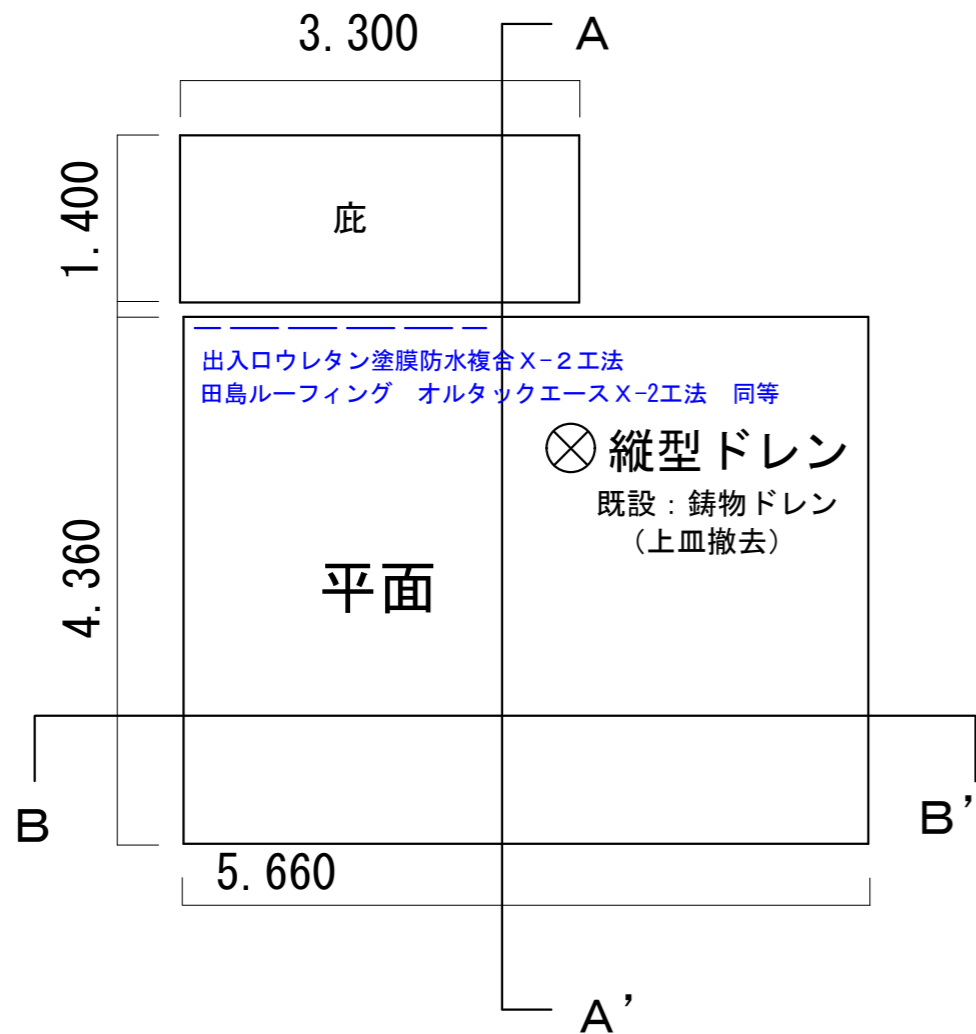 3.300
A
1.400
庇
出入口ウレタン塗膜防水複合X-2工法
田島ルーフィング　オルタックエースX-2工法　同等
縦型ドレン
既設：鋳物ドレン
（上皿撤去）
4.360
平面
B
B'
5.660
A'